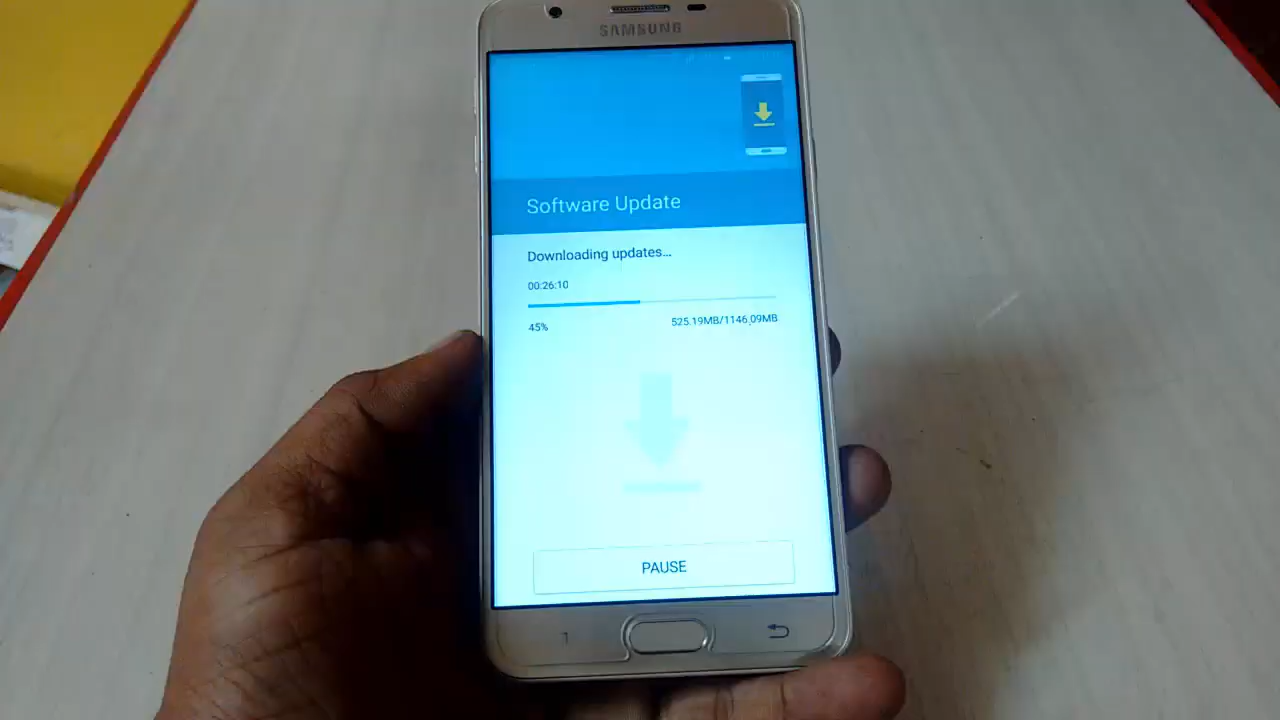 SAMSUNG
Software Update
Downloading updates...
00:26:10
45%
525.19MB/1146.09MB
PAUSE